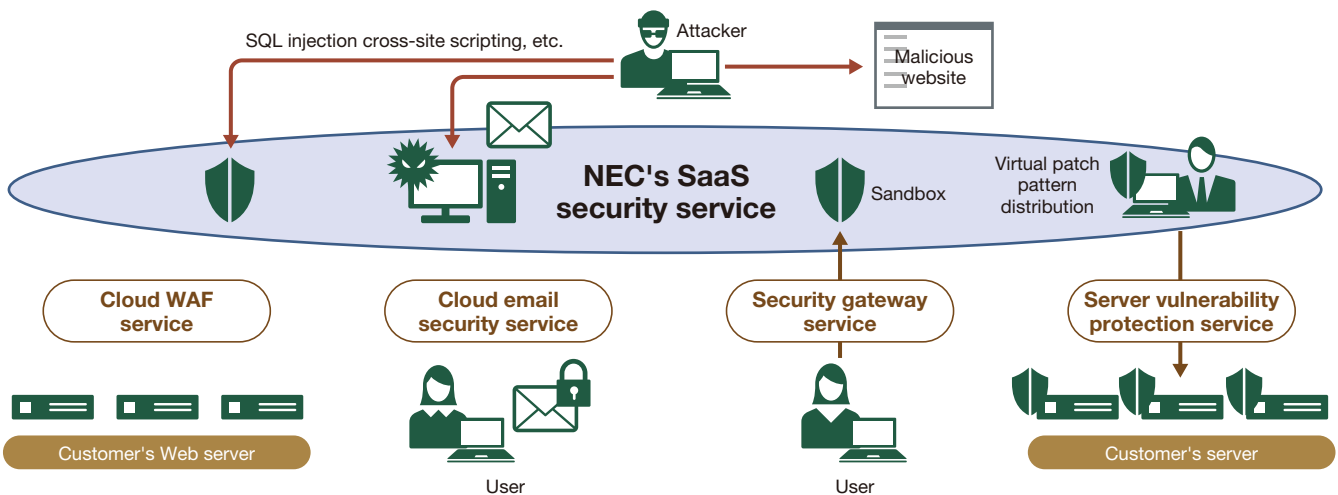 SQL injection cross-site scripting, etc.
Attacker
Malicious
website
NEC's SaaS
security service
Sandbox
Virtual patch
pattern
distribution
Cloud WAF
service
Cloud email
security service
Security gateway
service
Server vulnerability
protection service
Customer's Web server
User
User
Customer's server